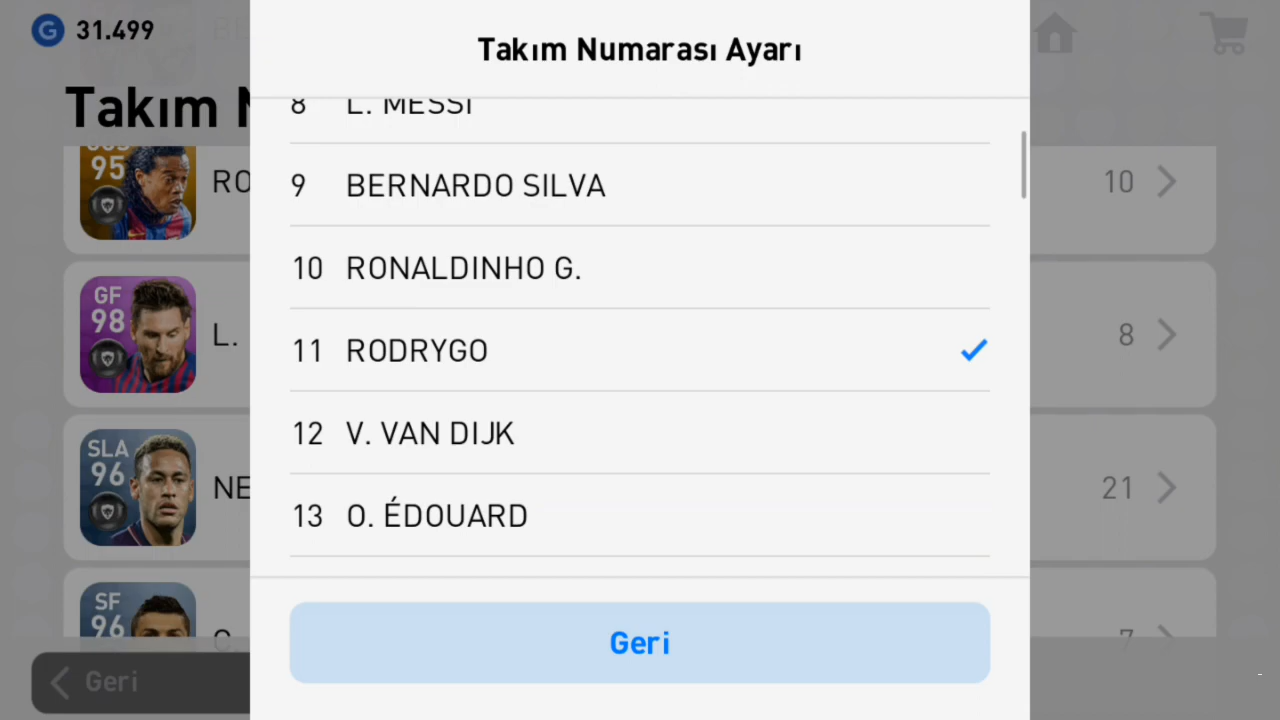 31.499
Takım Numarası Ayarı
Takım
8 L. MESSI
95
RO
10
9 BERNARDO SILVA
10 RONALDINHO G.
GF
98
L.
8
11 RODRYGO
12 V. VAN DIJK
SLA
96
NE
21
13 O. ÉDOUARD
SF
96
7
Geri
Geri